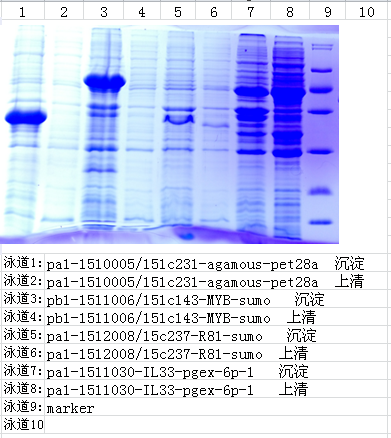 1 2 3 4 5 6 7 8 9 10
泳道1: pa1-1510005/151c231-agamous-pet28a 沉淀
泳道2: pa1-1510005/151c231-agamous-pet28a 上清
泳道3: pb1-1511006/151c143-MYB-sumo 沉淀
泳道4: pb1-1511006/151c143-MYB-sumo 上清
泳道5: pa1-1512008/15c237-R81-sumo 沉淀
泳道6: pa1-1512008/15c237-R81-sumo 上清
泳道7: pa1-1511030-IL33-pgex-6p-1 沉淀
泳道8: pa1-1511030-IL33-pgex-6p-1 上清
泳道9: marker
泳道10